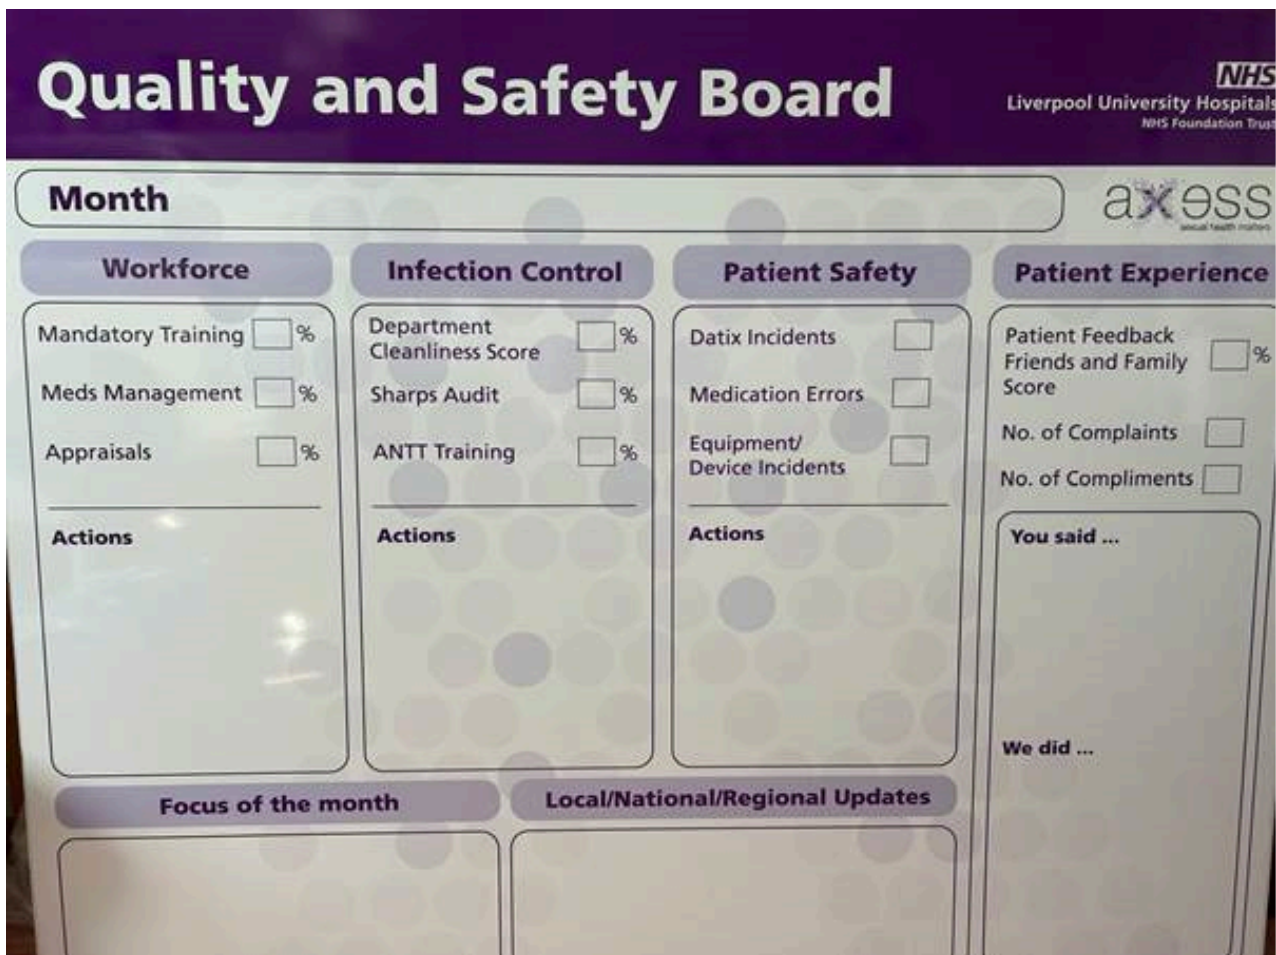 Quality and Safety Board
NHS
Liverpool University Hospitals
NHS Foundation Trust
Month
axess
sexual health matters
Workforce
Mandatory Training %
Meds Management %
Appraisals %
Actions
Infection Control
Department
Cleanliness Score %
Sharps Audit %
ANTT Training %
Actions
Patient Safety
Datix Incidents
Medication Errors
Equipment/
Device Incidents
Actions
Patient Experience
Patient Feedback
Friends and Family %
Score
No. of Complaints
No. of Compliments
You said ...
We did ...
Focus of the month
Local/National/Regional Updates